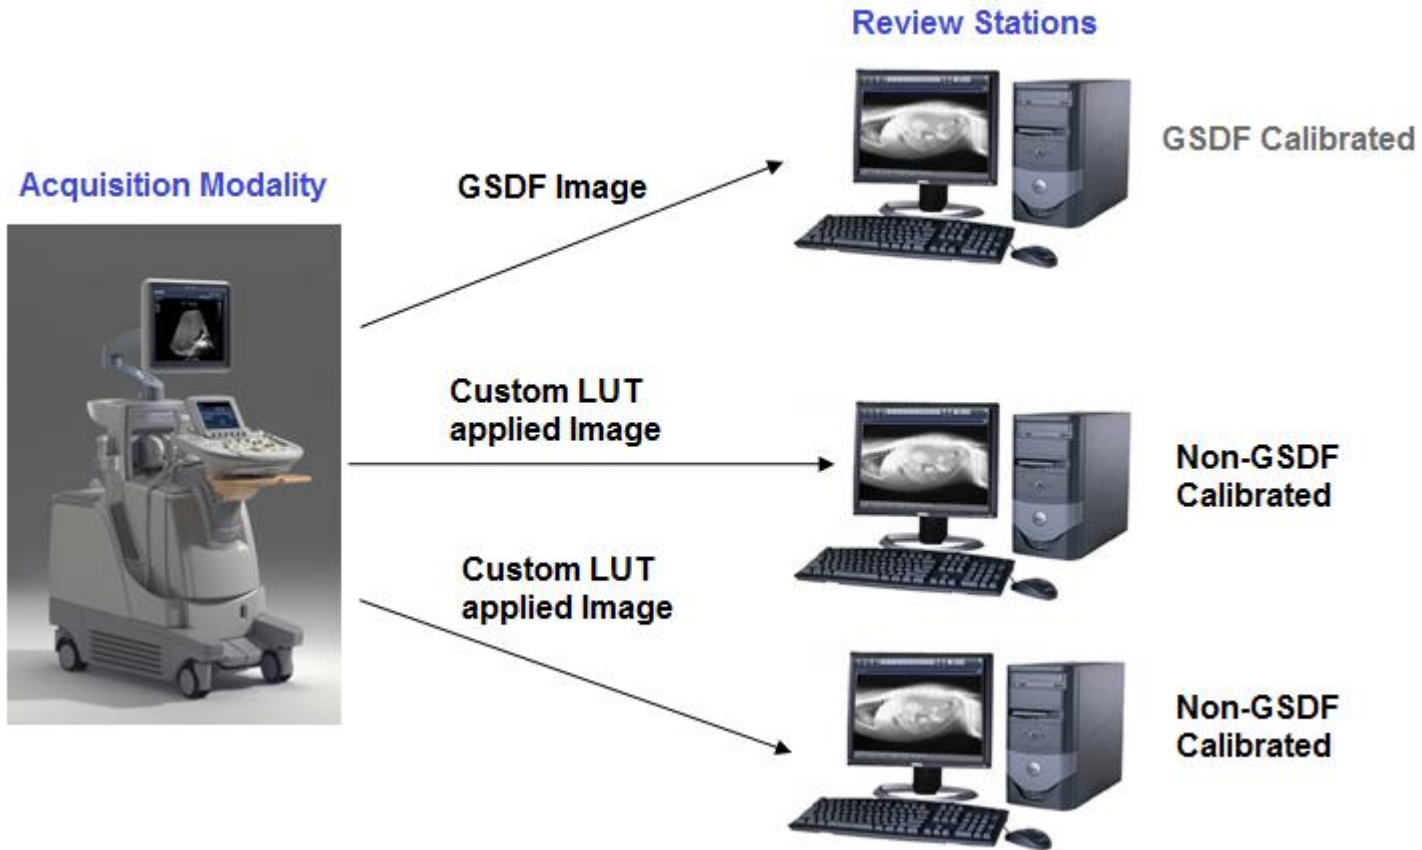 Review Stations
GSDF Calibrated
Acquisition Modality
GSDF Image
Custom LUT
applied Image
Non-GSDF
Calibrated
Custom LUT
applied Image
Non-GSDF
Calibrated